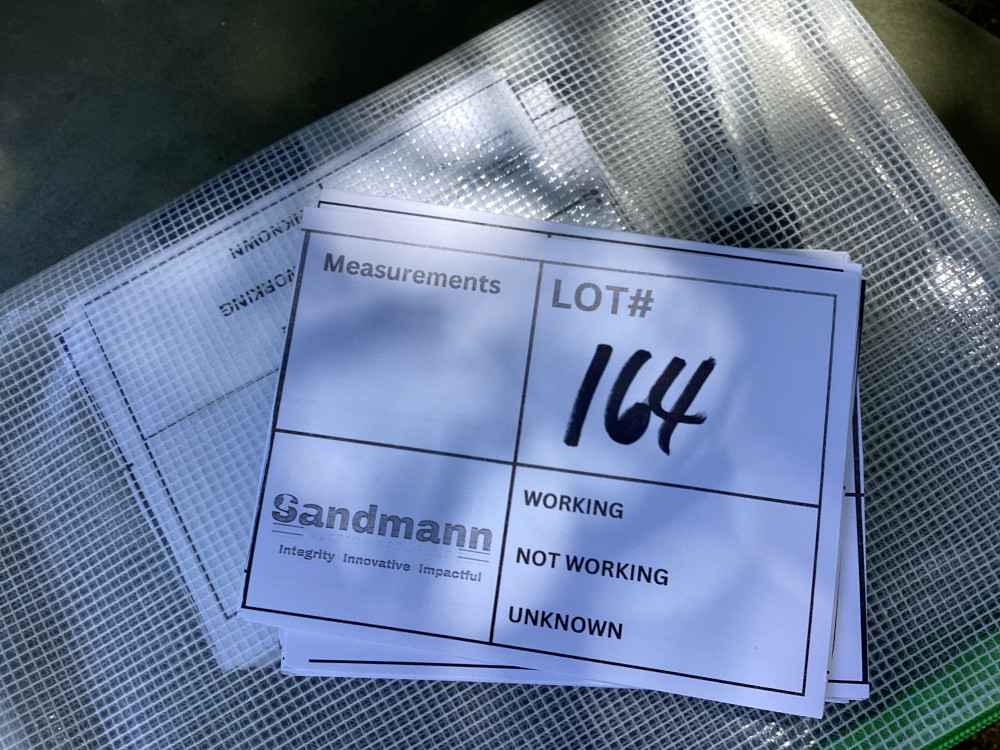 Measurements
LOT#
164
Sandmann
Integrity Innovative Impactful
WORKING
NOT WORKING
UNKNOWN